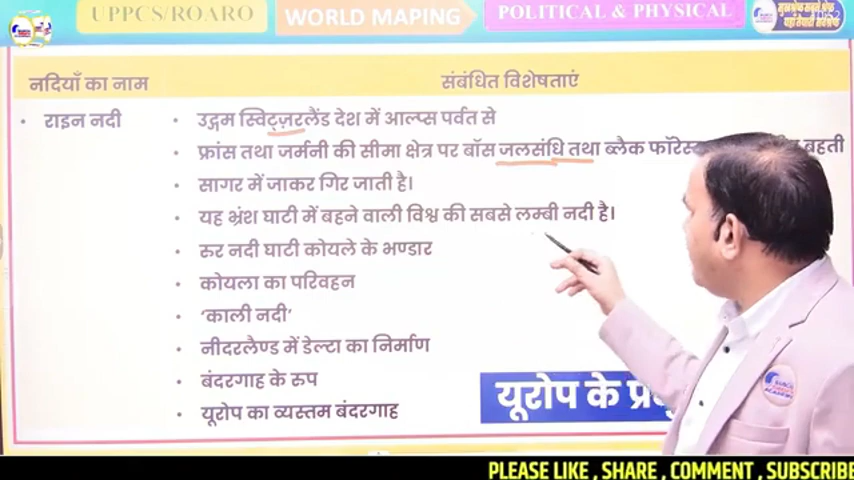 UPPCS/ROARO
WORLD MAPING
POLITICAL & PHYSICAL
नदियाँ का नाम
संबंधित विशेषताएं
• राइन नदी
• उद्गम स्विट्ज़रलैंड देश में आल्प्स पर्वत से
• फ्रांस तथा जर्मनी की सीमा क्षेत्र पर बॉस जलसंधि तथा ब्लैक बहती
• सागर में जाकर गिर जाती है।
• यह भ्रंश घाटी में बहने वाली विश्व की सबसे लम्बी नदी है।
• रुर नदी घाटी कोयले के भण्डार
• कोयला का परिवहन
• ‘काली नदी’
• नीदरलैण्ड में डेल्टा का निर्माण
• बंदरगाह के रुप
• यूरोप का व्यस्तम बंदरगाह
यूरोप के
PLEASE LIKE , SHARE , COMMENT , SUBSCRIBE